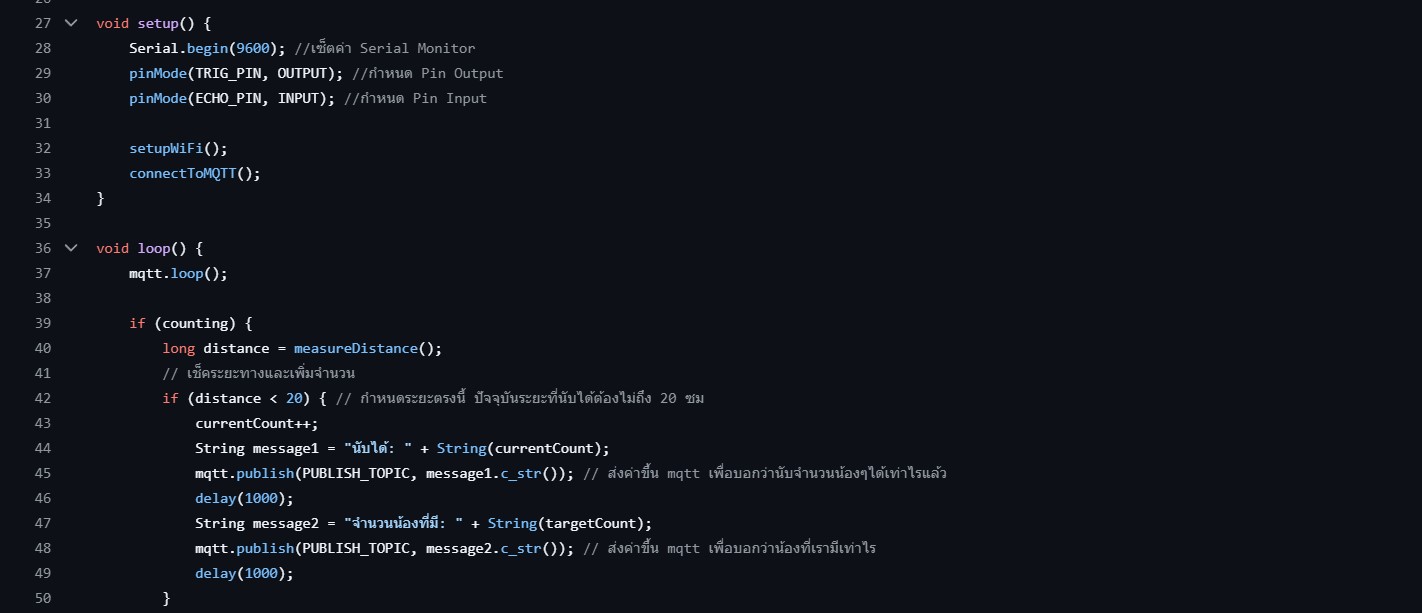 27 void setup() {
28 Serial.begin(9600); //เซ็ตค่า Serial Monitor
29 pinMode(TRIG_PIN, OUTPUT); //กำหนด Pin Output
30 pinMode(ECHO_PIN, INPUT); //กำหนด Pin Input
31
32 setupWiFi();
33 connectToMQTT();
34 }
35
36 void loop() {
37 mqtt.loop();
38
39 if (counting) {
40 long distance = measureDistance();
41 // เช็คระยะทางและเพิ่มจำนวน
42 if (distance < 20) { // กำหนดระยะตรงนี้ ปัจจุบันระยะที่นับได้ต้องไม่ถึง 20 ซม
43 currentCount++;
44 String message1 = "นับได้: " + String(currentCount);
45 mqtt.publish(PUBLISH_TOPIC, message1.c_str()); // ส่งค่าขึ้น mqtt เพื่อบอกว่านับจำนวนน้องๆได้เท่าไรแล้ว
46 delay(1000);
47 String message2 = "จำนวนน้องที่มี: " + String(targetCount);
48 mqtt.publish(PUBLISH_TOPIC, message2.c_str()); // ส่งค่าขึ้น mqtt เพื่อบอกว่าน้องที่เรามีเท่าไร
49 delay(1000);
50 }